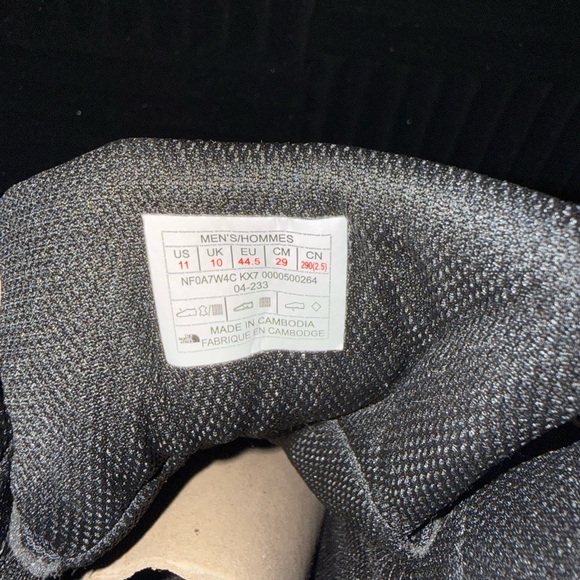 MEN'S/HOMMES
US UK EU CM CN
11 10 44.5 29 290(2.5)
NF0A7W4C KX7 0000500264
04-233
MADE IN CAMBODIA
FABRIQUE EN CAMBODGE